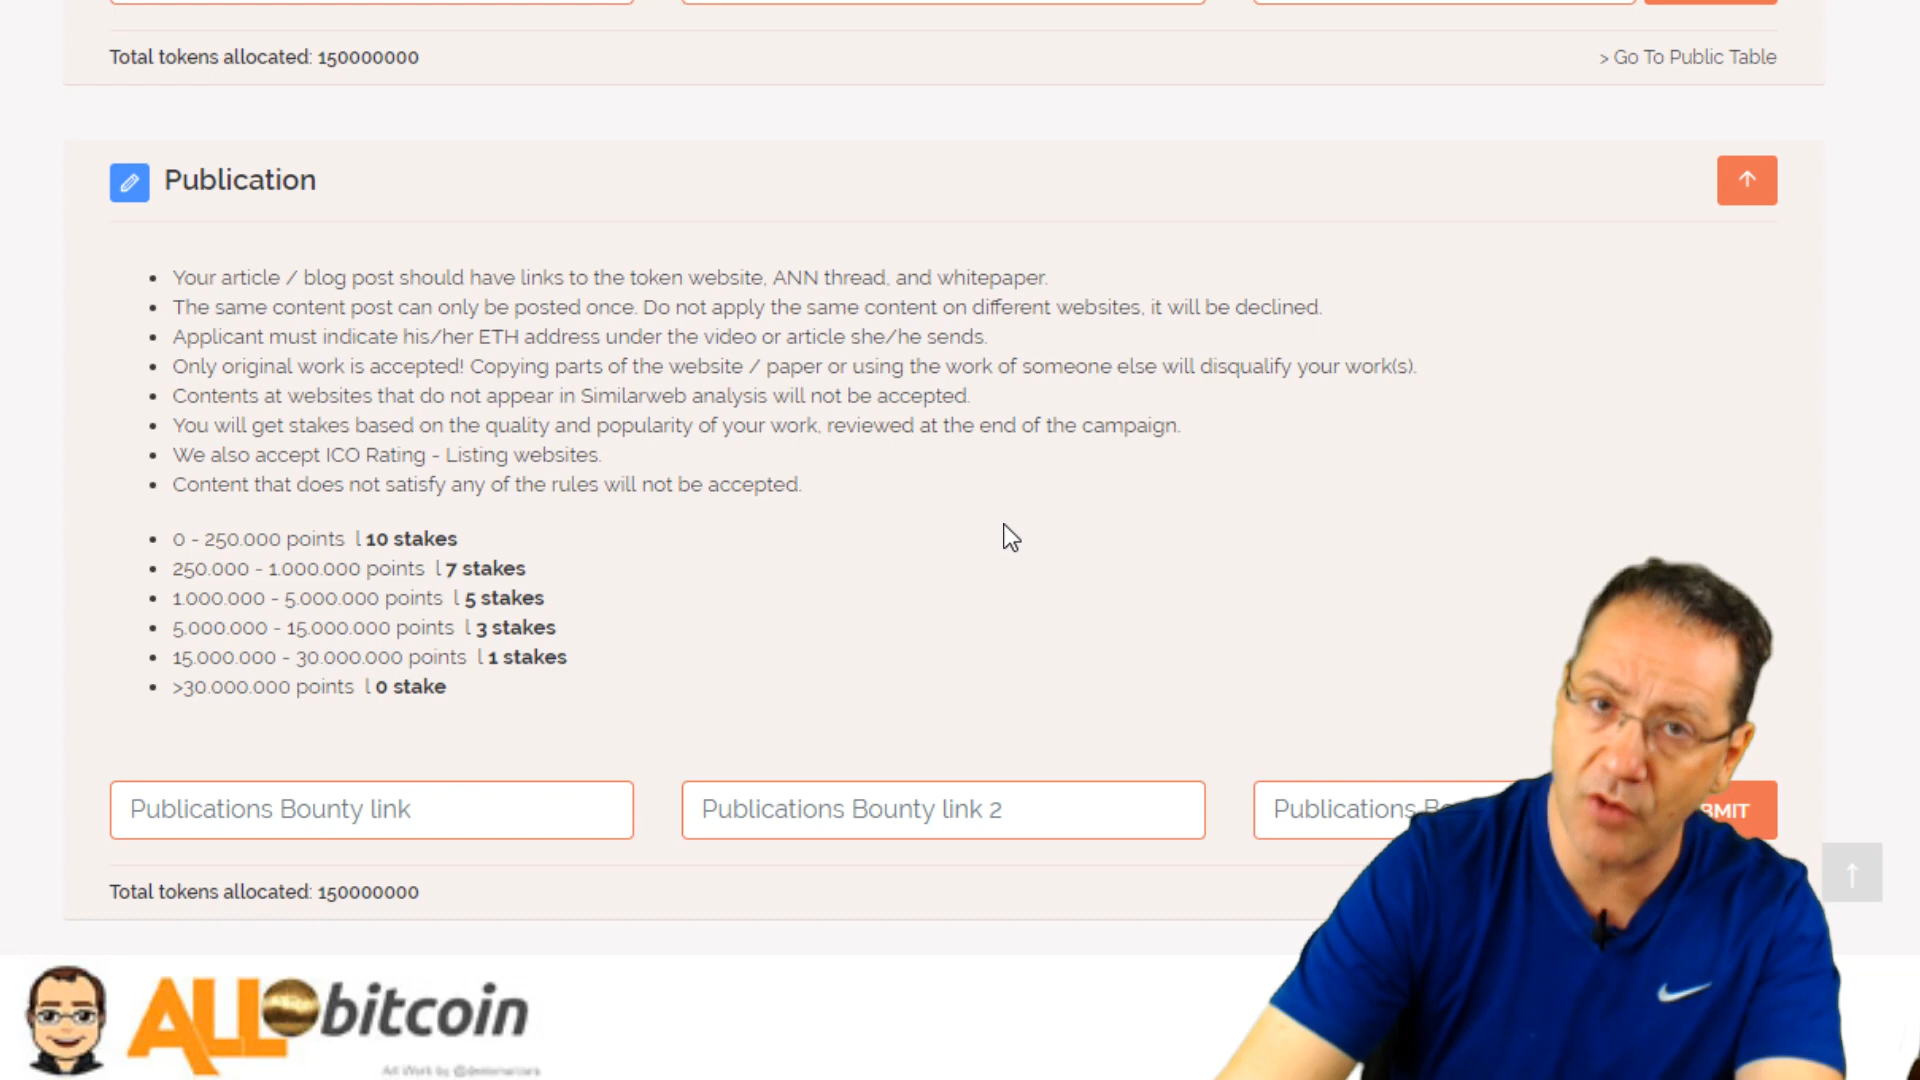 Total tokens allocated: 150000000
> Go To Public Table
Publication
Your article / blog post should have links to the token website, ANN thread, and whitepaper.
The same content post can only be posted once. Do not apply the same content on different websites, it will be declined.
Applicant must indicate his/her ETH address under the video or article she/he sends.
Only original work is accepted! Copying parts of the website / paper or using the work of someone else will disqualify your work(s).
Contents at websites that do not appear in Similarweb analysis will not be accepted.
You will get stakes based on the quality and popularity of your work, reviewed at the end of the campaign.
We also accept ICO Rating - Listing websites.
Content that does not satisfy any of the rules will not be accepted.
0 - 250.000 points l 10 stakes
250.000 - 1.000.000 points l 7 stakes
1.000.000 - 5.000.000 points l 5 stakes
5.000.000 - 15.000.000 points l 3 stakes
15.000.000 - 30.000.000 points l 1 stakes
>30.000.000 points l 0 stake
Publications Bounty link
Publications Bounty link 2
Publications
BMIT
Total tokens allocated: 150000000
ALLObitcoin
Art Work by